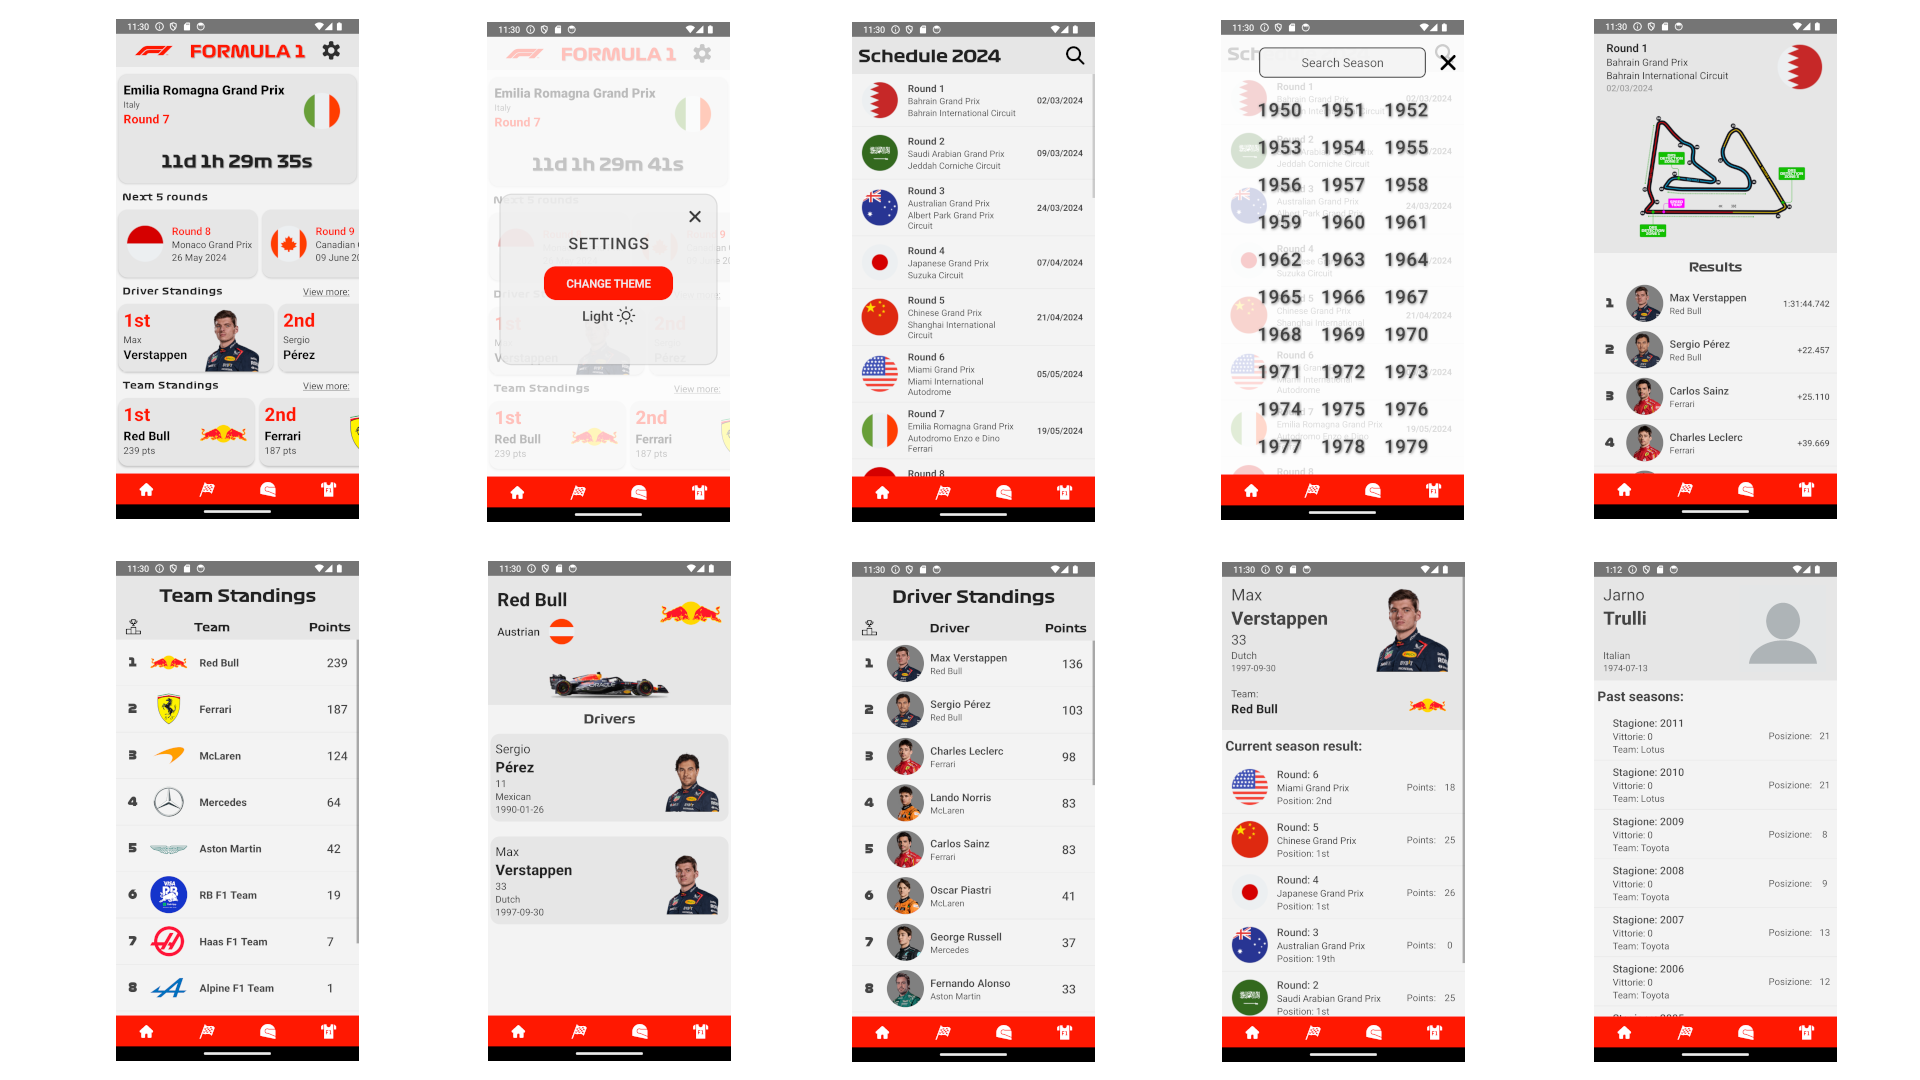 11:30
FORMULA 1
Emilia Romagna Grand Prix
Italy
Round 7
11d 1h 29m 35s
Next 5 rounds
Round 8
Monaco Grand Prix
26 May 2024
Round 9
Canadian
09 June 20
Driver Standings
View more:
1st
Max
Verstappen
2nd
Sergio
Pérez
Team Standings
View more:
1st
Red Bull
239 pts
2nd
Ferrari
187 pts
11:30
FORMULA 1
Emilia Romagna Grand Prix
Italy
Round 7
11d 1h 29m 41s
SETTINGS
CHANGE THEME
Light
Verstappen
Pérez
Team Standings
View more:
1st
Red Bull
239 pts
2nd
Ferrari
187 pts
11:30
Schedule 2024
Round 1
Bahrain Grand Prix
Bahrain International Circuit
02/03/2024
Round 2
Saudi Arabian Grand Prix
Jeddah Corniche Circuit
09/03/2024
Round 3
Australian Grand Prix
Albert Park Grand Prix
Circuit
24/03/2024
Round 4
Japanese Grand Prix
Suzuka Circuit
07/04/2024
Round 5
Chinese Grand Prix
Shanghai International
Circuit
21/04/2024
Round 6
Miami Grand Prix
Miami International
Autodrome
05/05/2024
Round 7
Emilia Romagna Grand Prix
Autodromo Enzo e Dino
Ferrari
19/05/2024
Round 8
11:30
Search Season
1950 1951 1952
1953 1954 1955
1956 1957 1958
1959 1960 1961
1962 1963 1964
1965 1966 1967
1968 1969 1970
1971 1972 1973
1974 1975 1976
1977 1978 1979
11:30
Round 1
Bahrain Grand Prix
Bahrain International Circuit
02/03/2024
Results
1
Max Verstappen
Red Bull
1:31:44.742
2
Sergio Pérez
Red Bull
+22.457
3
Carlos Sainz
Ferrari
+25.110
4
Charles Leclerc
Ferrari
+39.669
11:30
Team Standings
Team
Points
1 Red Bull 239
2 Ferrari 187
3 McLaren 124
4 Mercedes 64
5 Aston Martin 42
6 RB F1 Team 19
7 Haas F1 Team 7
8 Alpine F1 Team 1
11:30
Red Bull
Austrian
Drivers
Sergio
Pérez
11
Mexican
1990-01-26
Max
Verstappen
33
Dutch
1997-09-30
11:30
Driver Standings
Driver
Points
1
Max Verstappen
Red Bull
136
2
Sergio Pérez
Red Bull
103
3
Charles Leclerc
Ferrari
98
4
Lando Norris
McLaren
83
5
Carlos Sainz
Ferrari
83
6
Oscar Piastri
McLaren
41
7
George Russell
Mercedes
37
8
Fernando Alonso
Aston Martin
33
11:30
Max
Verstappen
33
Dutch
1997-09-30
Team:
Red Bull
Current season result:
Round: 6
Miami Grand Prix
Position: 2nd
Points: 18
Round: 5
Chinese Grand Prix
Position: 1st
Points: 25
Round: 4
Japanese Grand Prix
Position: 1st
Points: 26
Round: 3
Australian Grand Prix
Position: 19th
Points: 0
Round: 2
Saudi Arabian Grand Prix
Position: 1st
Points: 25
1:12
Jarno
Trulli
Italian
1974-07-13
Past seasons:
Stagione: 2011
Vittorie: 0
Team: Lotus
Posizione: 21
Stagione: 2010
Vittorie: 0
Team: Lotus
Posizione: 21
Stagione: 2009
Vittorie: 0
Team: Toyota
Posizione: 8
Stagione: 2008
Vittorie: 0
Team: Toyota
Posizione: 9
Stagione: 2007
Vittorie: 0
Team: Toyota
Posizione: 13
Stagione: 2006
Vittorie: 0
Team: Toyota
Posizione: 12